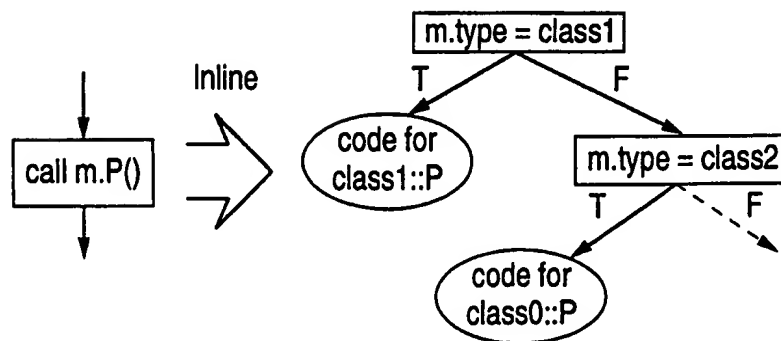 m.type = class1
T
F
Inline
call m.P()
code for
class1::P
m.type = class2
T
F
code for
class0::P